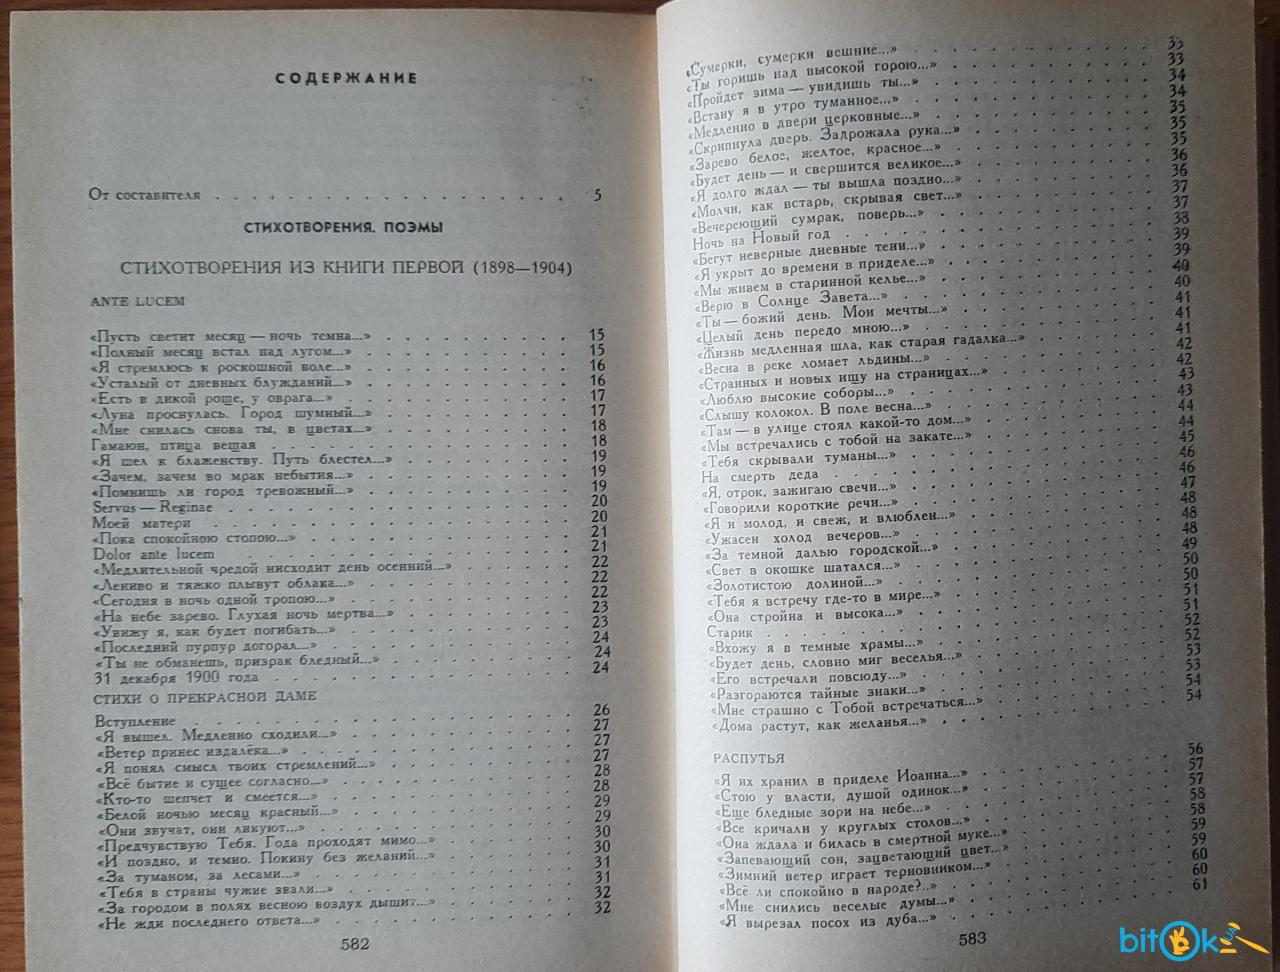 СОДЕРЖАНИЕ
От составителя . . . . . 5
СТИХОТВОРЕНИЯ. ПОЭМЫ
СТИХОТВОРЕНИЯ ИЗ КНИГИ ПЕРВОЙ (1898—1904)
ANTE LUCEM
«Пусть светит месяц — ночь темна...» . . . . . 15
«Полный месяц встал над лугом...» . . . . . 15
«Я стремлюсь к роскошной воле...» . . . . . 16
«Усталый от дневных блужданий...» . . . . . 16
«Есть в дикой роще, у оврага...» . . . . . 17
«Луна проснулась. Город шумный...» . . . . . 17
«Мне снилась снова ты, в цветах...» . . . . . 18
Гамаюн, птица вещая . . . . . 18
«Я шел к блаженству. Путь блестел...» . . . . . 19
«Зачем, зачем во мрак небытия...» . . . . . 19
«Помнишь ли город тревожный...» . . . . . 19
Servus — Reginae . . . . . 20
Моей матери . . . . . 20
«Пока спокойною стопою...» . . . . . 21
Dolor ante lucem . . . . . 21
«Медлительной чредой нисходит день осенний...» . . . . . 22
«Лениво и тяжко плывут облака...» . . . . . 22
«Сегодня в ночь одной тропою...» . . . . . 22
«На небе зарево. Глухая ночь мертва...» . . . . . 23
«Увижу я, как будет погибать...» . . . . . 23
«Последний пурпур догорал...» . . . . . 24
«Ты не обманешь, призрак бледный...» . . . . . 24
31 декабря 1900 года . . . . . 24
СТИХИ О ПРЕКРАСНОЙ ДАМЕ
Вступление . . . . . 26
«Я вышел. Медленно сходили...» . . . . . 27
«Ветер принес издалёка...» . . . . . 27
«Я понял смысл твоих стремлений...» . . . . . 27
«Всё бытие и сущее согласно...» . . . . . 28
«Кто-то шепчет и смеется...» . . . . . 28
«Белой ночью месяц красный...» . . . . . 29
«Они звучат, они ликуют...» . . . . . 29
«Предчувствую Тебя. Года проходят мимо...» . . . . . 30
«И поздно, и темно. Покину без желаний...» . . . . . 30
«За туманом, за лесами...» . . . . . 31
«Тебя в страны чужие звали...» . . . . . 31
«За городом в полях весною воздух дышит...» . . . . . 32
«Не жди последнего ответа...» . . . . . 32
582
«Сумерки, сумерки вешние...» . . . . . 33
«Ты горишь над высокой горою...» . . . . . 33
«Пройдет зима — увидишь ты...» . . . . . 34
«Встану я в утро туманное...» . . . . . 34
«Медленно в двери церковные...» . . . . . 35
«Скрипнула дверь. Задрожала рука...» . . . . . 35
«Зарево белое, желтое, красное...» . . . . . 35
«Будет день — и свершится великое...» . . . . . 36
«Я долго ждал — ты вышла поздно...» . . . . . 36
«Молчи, как встарь, скрывая свет...» . . . . . 37
«Вечереющий сумрак, поверь...» . . . . . 37
Ночь на Новый год . . . . . 38
«Бегут неверные дневные тени...» . . . . . 39
«Я укрыт до времени в приделе...» . . . . . 39
«Мы живем в старинной келье...» . . . . . 40
«Верю в Солнце Завета...» . . . . . 40
«Ты — божий день. Мои мечты...» . . . . . 41
«Целый день передо мною...» . . . . . 41
«Жизнь медленная шла, как старая гадалка...» . . . . . 41
«Весна в реке ломает льдины...» . . . . . 42
«Странных и новых ищу на страницах...» . . . . . 42
«Люблю высокие соборы...» . . . . . 43
«Слышу колокол. В поле весна...» . . . . . 43
«Там — в улице стоял какой-то дом...» . . . . . 44
«Мы встречались с тобой на закате...» . . . . . 44
«Тебя скрывали туманы...» . . . . . 45
На смерть деда . . . . . 46
«Я, отрок, зажигаю свечи...» . . . . . 46
«Говорили короткие речи...» . . . . . 47
«Я и молод, и свеж, и влюблен...» . . . . . 48
«Ужасен холод вечеров...» . . . . . 48
«За темной далью городской...» . . . . . 48
«Свет в окошке шатался...» . . . . . 49
«Золотистою долиной...» . . . . . 50
«Тебя я встречу где-то в мире...» . . . . . 50
«Она стройна и высока...» . . . . . 51
Старик . . . . . 51
«Вхожу я в темные храмы...» . . . . . 52
«Будет день, словно миг веселья...» . . . . . 52
«Его встречали повсюду...» . . . . . 53
«Разгораются тайные знаки...» . . . . . 53
«Мне страшно с Тобой встречаться...» . . . . . 54
«Дома растут, как желанья...» . . . . . 54
РАСПУТЬЯ
«Я их хранил в приделе Иоанна...» . . . . . 56
«Стою у власти, душой одинок...» . . . . . 57
«Еще бледные зори на небе...» . . . . . 57
«Все кричали у круглых столов...» . . . . . 58
«Она ждала и билась в смертной муке...» . . . . . 58
«Запевающий сон, зацветающий цвет...» . . . . . 59
«Зимний ветер играет терновником...» . . . . . 59
«Всё ли спокойно в народе?..» . . . . . 60
«Мне снились веселые думы...» . . . . . 60
«Я вырезал посох из дуба...» . . . . . 61
583
bitOk UA